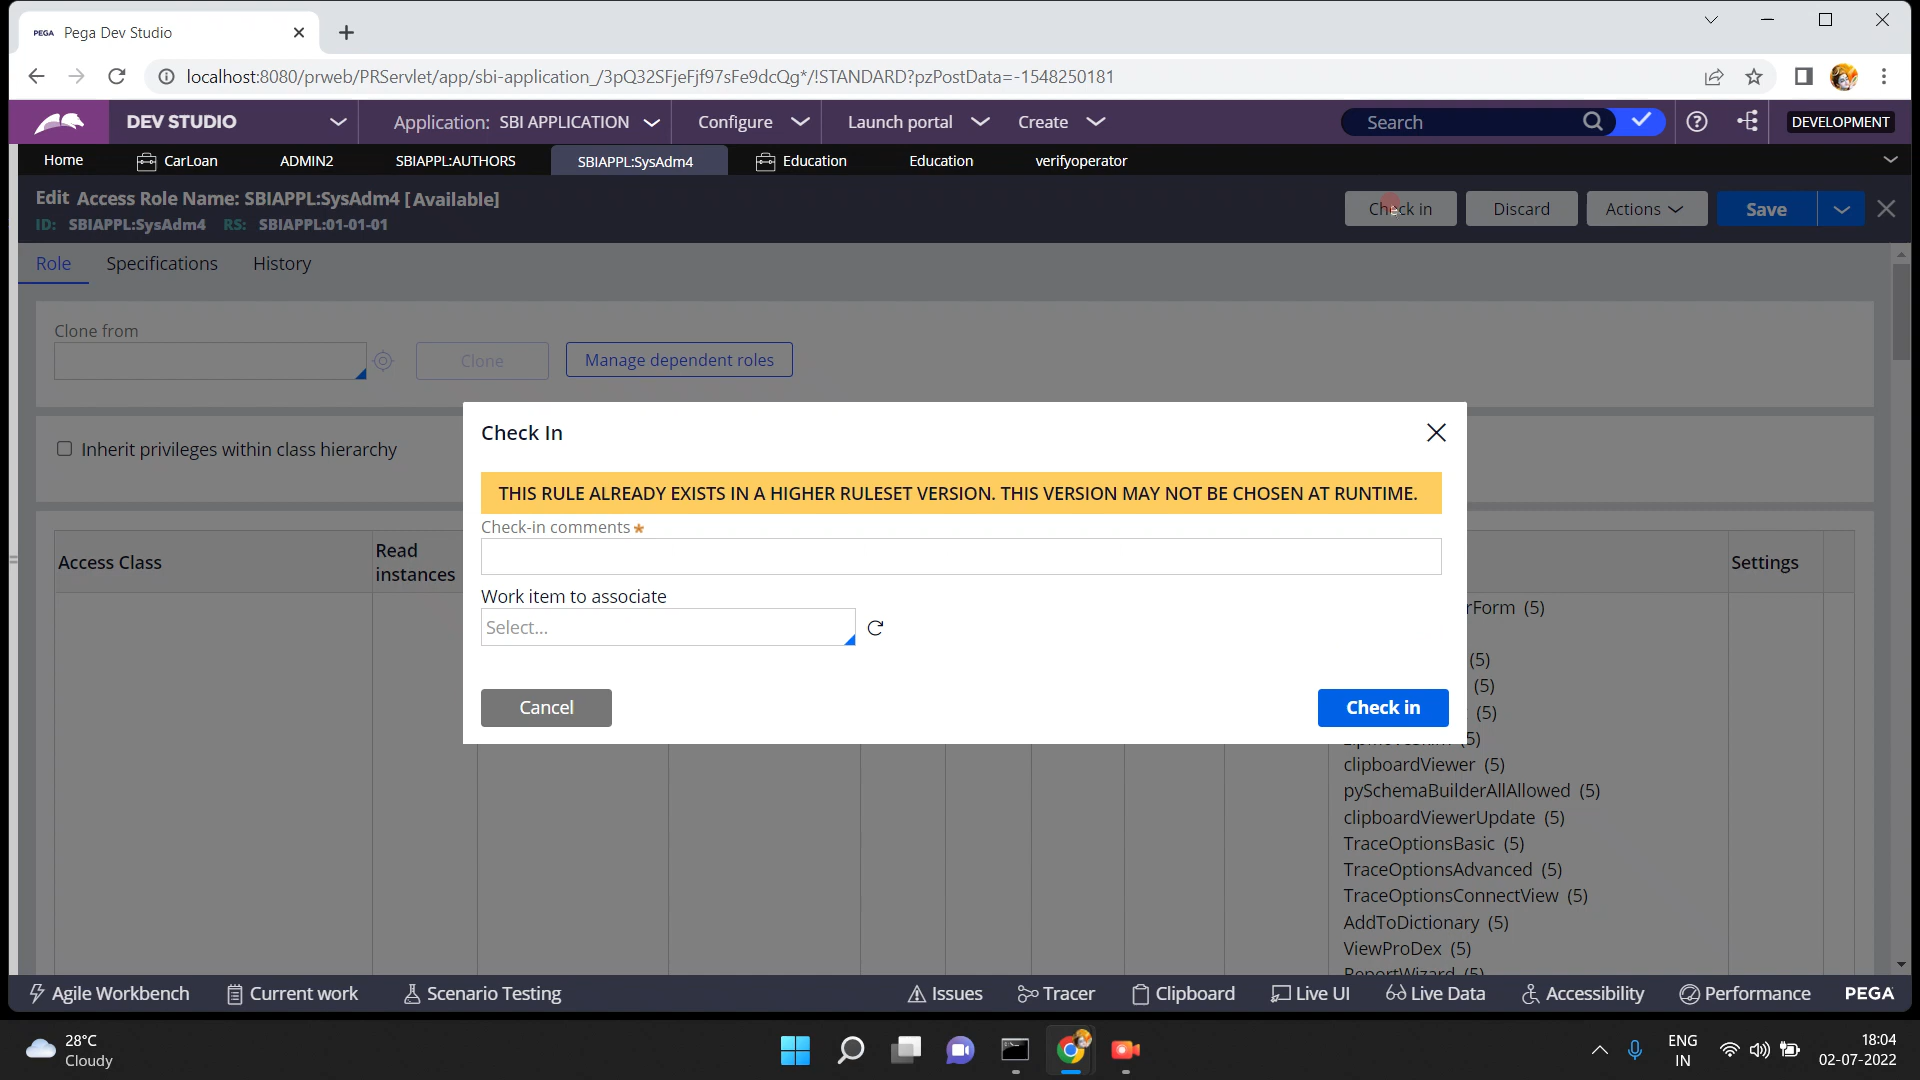 PEGA Pega Dev Studio
localhost:8080/prweb/PRServlet/app/sbi-application_/3pQ32SFjeFjf97sFe9dcQg*/!STANDARD?pzPostData=-1548250181
DEV STUDIO Application: SBI APPLICATION Configure Launch portal Create Search DEVELOPMENT
Home CarLoan ADMIN2 SBIAPPL:AUTHORS SBIAPPL:SysAdm4 Education Education verifyoperator
Edit Access Role Name: SBIAPPL:SysAdm4 [Available]
ID: SBIAPPL:SysAdm4 RS: SBIAPPL:01-01-01
Check in Discard Actions Save
Role Specifications History
Clone from
Clone Manage dependent roles
Inherit privileges within class hierarchy
Check In
THIS RULE ALREADY EXISTS IN A HIGHER RULESET VERSION. THIS VERSION MAY NOT BE CHOSEN AT RUNTIME.
Check-in comments *
Work item to associate
Select...
Cancel Check in
Access Class
Read
instances
Settings
rForm (5)
(5)
(5)
(5)
5)
clipboardViewer (5)
pySchemaBuilderAllAllowed (5)
clipboardViewerUpdate (5)
TraceOptionsBasic (5)
TraceOptionsAdvanced (5)
TraceOptionsConnectView (5)
AddToDictionary (5)
ViewProDex (5)
ReportWizard (5)
Agile Workbench Current work Scenario Testing Issues Tracer Clipboard Live UI Live Data Accessibility Performance PEGA
28°C
Cloudy
ENG
IN
18:04
02-07-2022